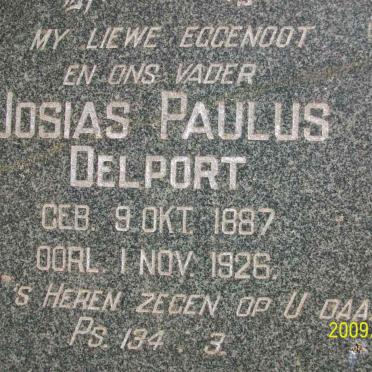 MY LIEWE EGGENOOT
EN ONS VADER
JOSIAS PAULUS
DELPORT
GEB. 9 OKT. 1887
OORL. 1 NOV. 1926.
'S HEREN ZEGEN OP U DAA
PS. 134 3.
2009.